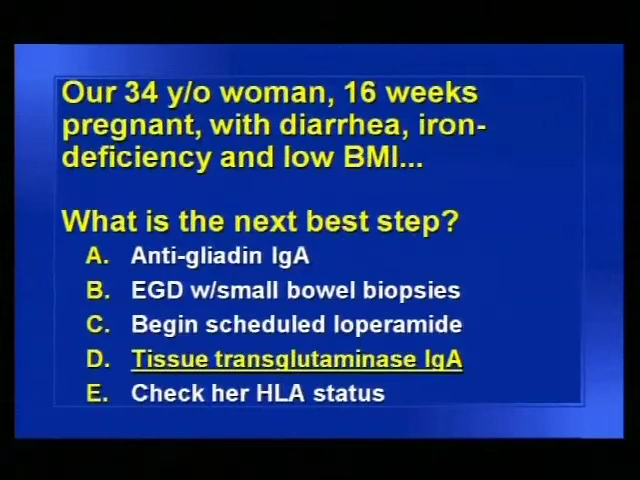 Our 34 y/o woman, 16 weeks
pregnant, with diarrhea, iron-
deficiency and low BMI...
What is the next best step?
A. Anti-gliadin IgA
B. EGD w/small bowel biopsies
C. Begin scheduled loperamide
D. Tissue transglutaminase IgA
E. Check her HLA status